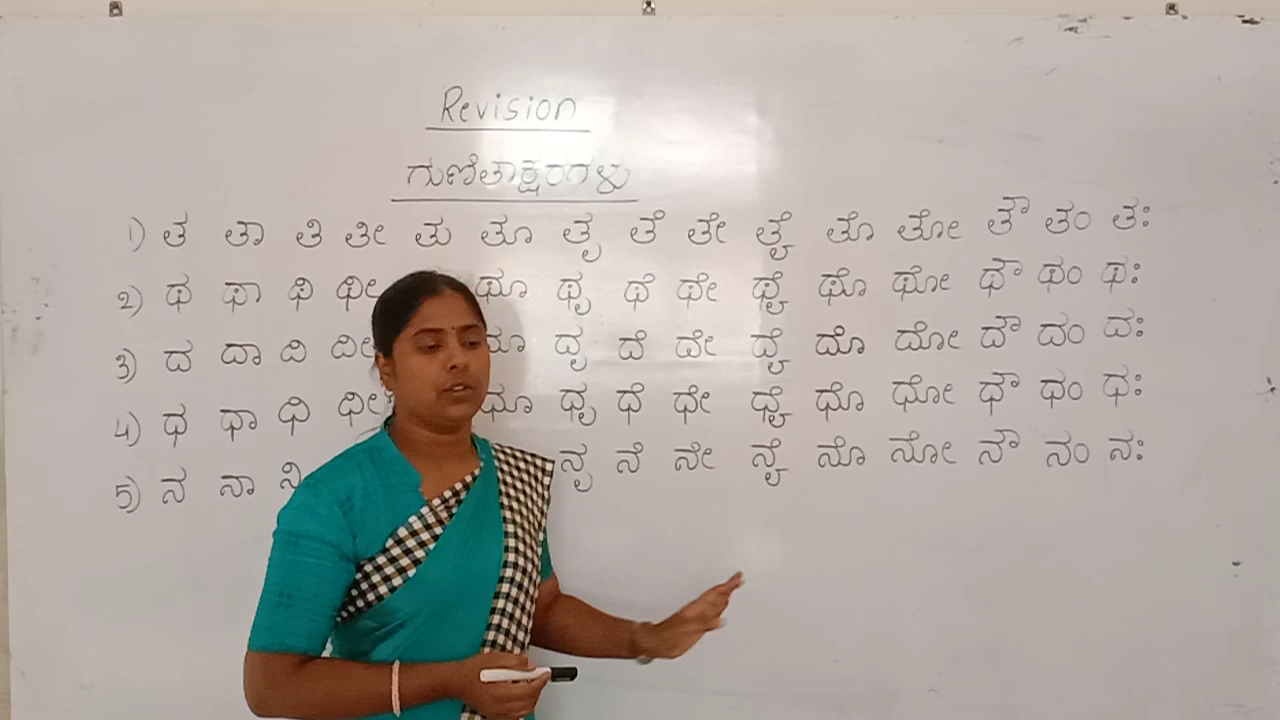 Revision
ಗುಣಿತಾಕ್ಷರಗಳು
1) ತ ತಾ ತಿ ತೀ ತು ತೂ ತೃ ತೆ ತೇ ತೈ ತೊ ತೋ ತೌ ತಂ ತಃ
2) ಥ ಥಾ ಥಿ ಥೀ ಥೂ ಥೃ ಥೆ ಥೇ ಥೈ ಥೊ ಥೋ ಥೌ ಥಂ ಥಃ
3) ದ ದಾ ದಿ ದೀ ದೂ ದೃ ದೆ ದೇ ದೈ ದೊ ದೋ ದೌ ದಂ ದಃ
4) ಧ ಧಾ ಧಿ ಧೀ ಧೂ ಧೃ ಧೆ ಧೇ ಧೈ ಧೊ ಧೋ ಧೌ ಧಂ ಧಃ
5) ನ ನಾ ನಿ ನೃ ನೆ ನೇ ನೈ ನೊ ನೋ ನೌ ನಂ ನಃ